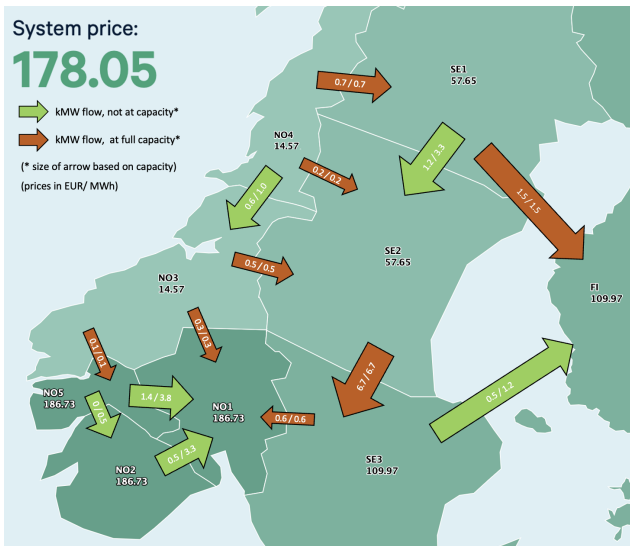 System price:
178.05
kMW flow, not at capacity*
kMW flow, at full capacity*
(* size of arrow based on capacity)
(prices in EUR/ MWh)
0.7 / 0.7
SE1
57.65
NO4
14.57
1.2 / 3.3
0.2 / 0.2
0.6 / 1.0
1.5 / 1.5
SE2
57.65
0.5 / 0.5
NO3
14.57
FI
109.97
0.3 / 0.3
0.1 / 0.1
6.7 / 6.7
NO5
186.73
1.4 / 3.8
0 / 0.5
NO1
186.73
0.6 / 0.6
0.5 / 1.2
0.5 / 3.3
NO2
186.73
SE3
109.97